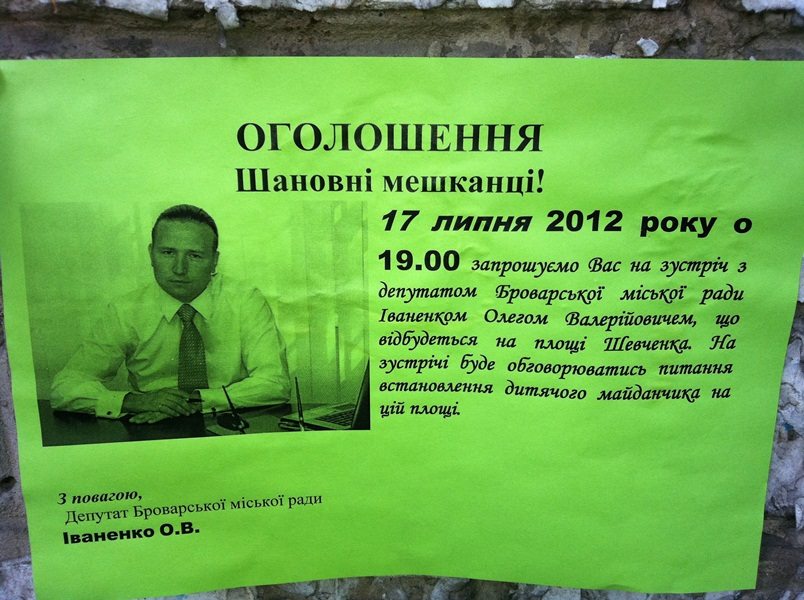 ОГОЛОШЕННЯ
Шановні мешканці!
17 липня 2012 року о
19.00 запрошуємо Вас на зустріч з
депутатом Броварської міської ради
Іваненком Олегом Валерійовичем, що
відбудеться на площі Шевченка. На
зустрічі буде обговорюватись питання
встановлення дитячого майданчика на
цій площі.
З повагою,
Депутат Броварської міської ради
Іваненко О.В.